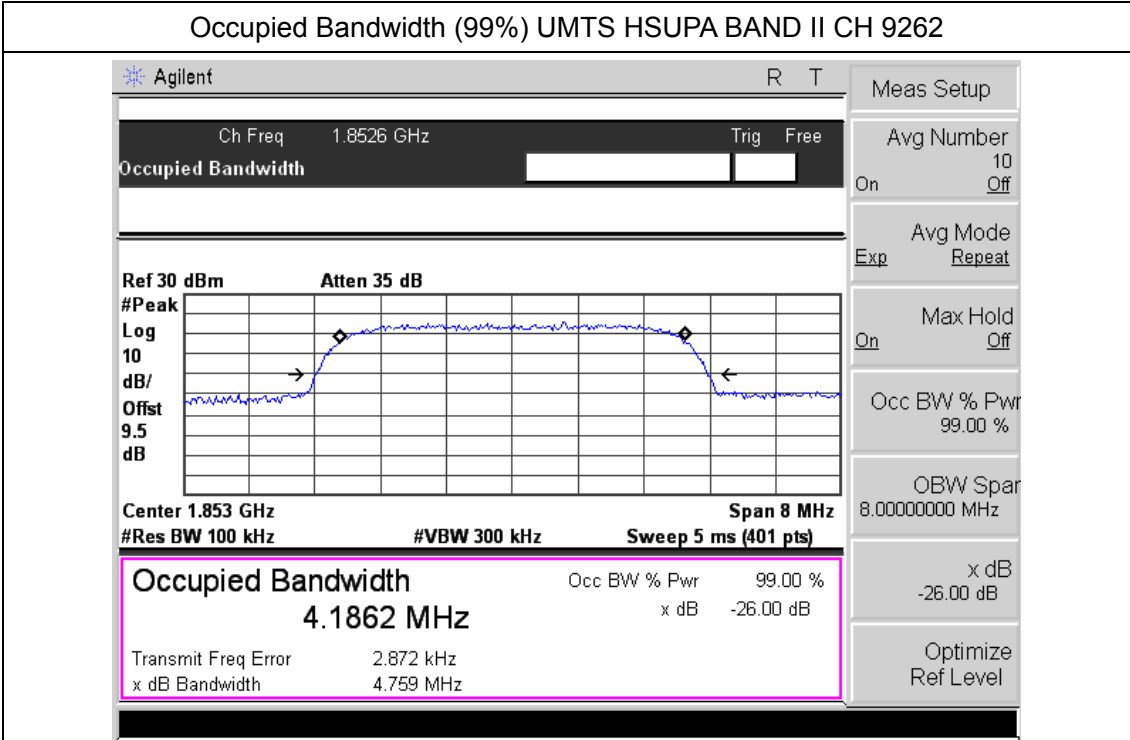 Occupied Bandwidth (99%) UMTS HSUPA BAND II CH 9262
Agilent R T
Ch Freq 1.8526 GHz Trig Free
Occupied Bandwidth
Ref 30 dBm Atten 35 dB
#Peak
Log
10
dB/
Offst
9.5
dB
Center 1.853 GHz Span 8 MHz
#Res BW 100 kHz #VBW 300 kHz Sweep 5 ms (401 pts)
Occupied Bandwidth Occ BW % Pwr 99.00 %
4.1862 MHz x dB -26.00 dB
Transmit Freq Error 2.872 kHz
x dB Bandwidth 4.759 MHz
Meas Setup
Avg Number
10
On Off
Avg Mode
Exp Repeat
Max Hold
On Off
Occ BW % Pwr
99.00 %
OBW Spar
8.00000000 MHz
x dB
-26.00 dB
Optimize
Ref Level